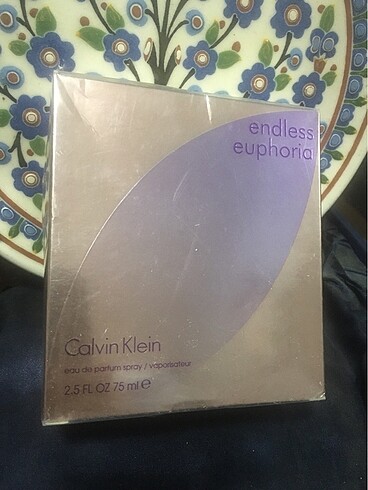 endless
euphoria
Calvin Klein
eau de parfum spray / vaporisateur
2.5 FL OZ 75 ml ℮